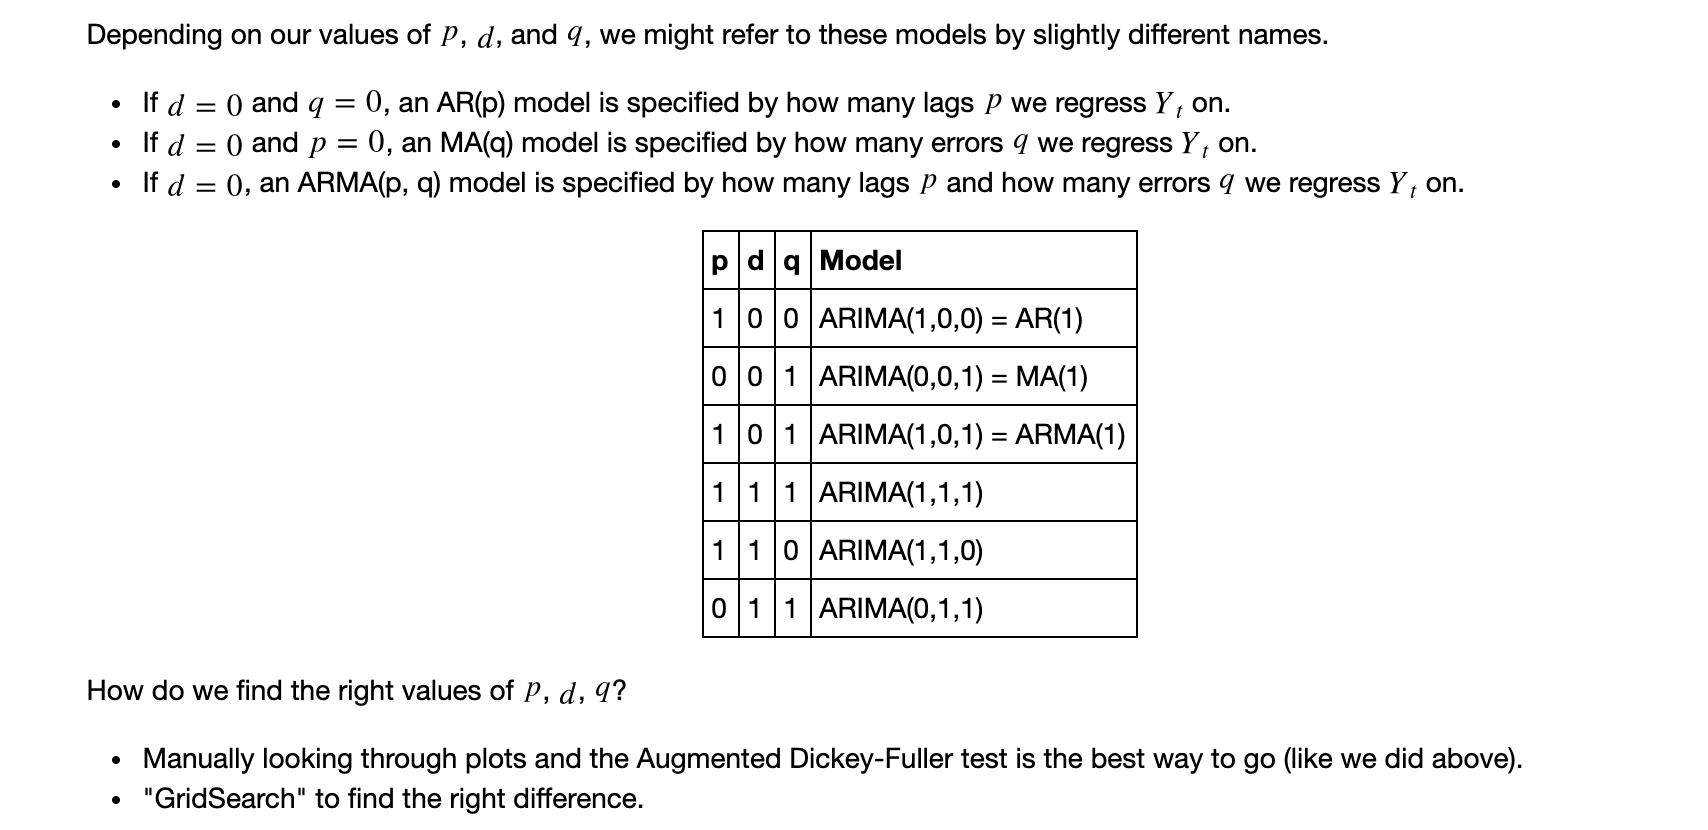 Depending on our values of p, d, and q, we might refer to these models by slightly different names.
• If d = 0 and q = 0, an AR(p) model is specified by how many lags p we regress Y_t on.
• If d = 0 and p = 0, an MA(q) model is specified by how many errors q we regress Y_t on.
• If d = 0, an ARMA(p, q) model is specified by how many lags p and how many errors q we regress Y_t on.
p d q Model
1 0 0 ARIMA(1,0,0) = AR(1)
0 0 1 ARIMA(0,0,1) = MA(1)
1 0 1 ARIMA(1,0,1) = ARMA(1)
1 1 1 ARIMA(1,1,1)
1 1 0 ARIMA(1,1,0)
0 1 1 ARIMA(0,1,1)
How do we find the right values of p, d, q?
• Manually looking through plots and the Augmented Dickey-Fuller test is the best way to go (like we did above).
• "GridSearch" to find the right difference.